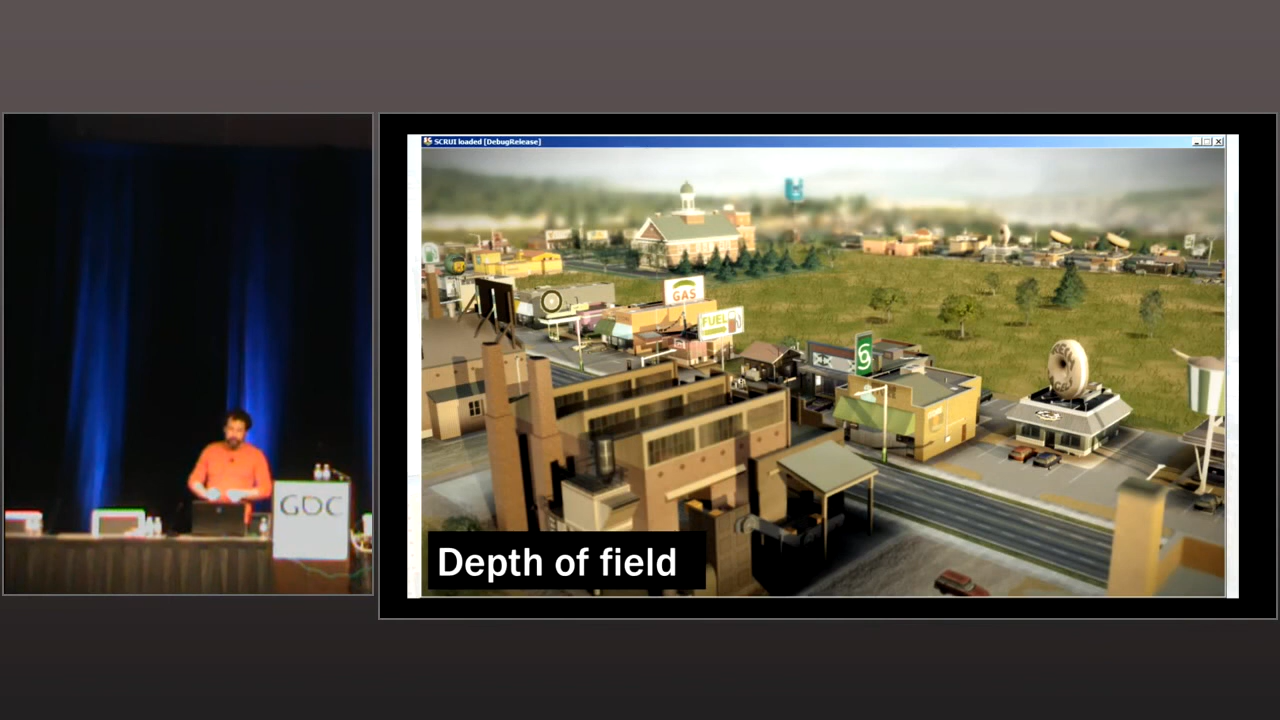 GDC
SCRUI loaded [DebugRelease]
GAS
FUEL
Depth of field